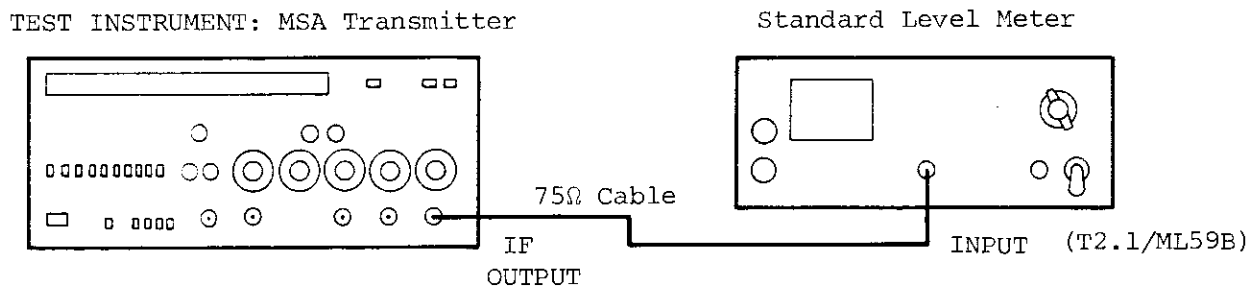 TEST INSTRUMENT: MSA Transmitter
Standard Level Meter
75Ω Cable
IF
OUTPUT
INPUT (T2.1/ML59B)